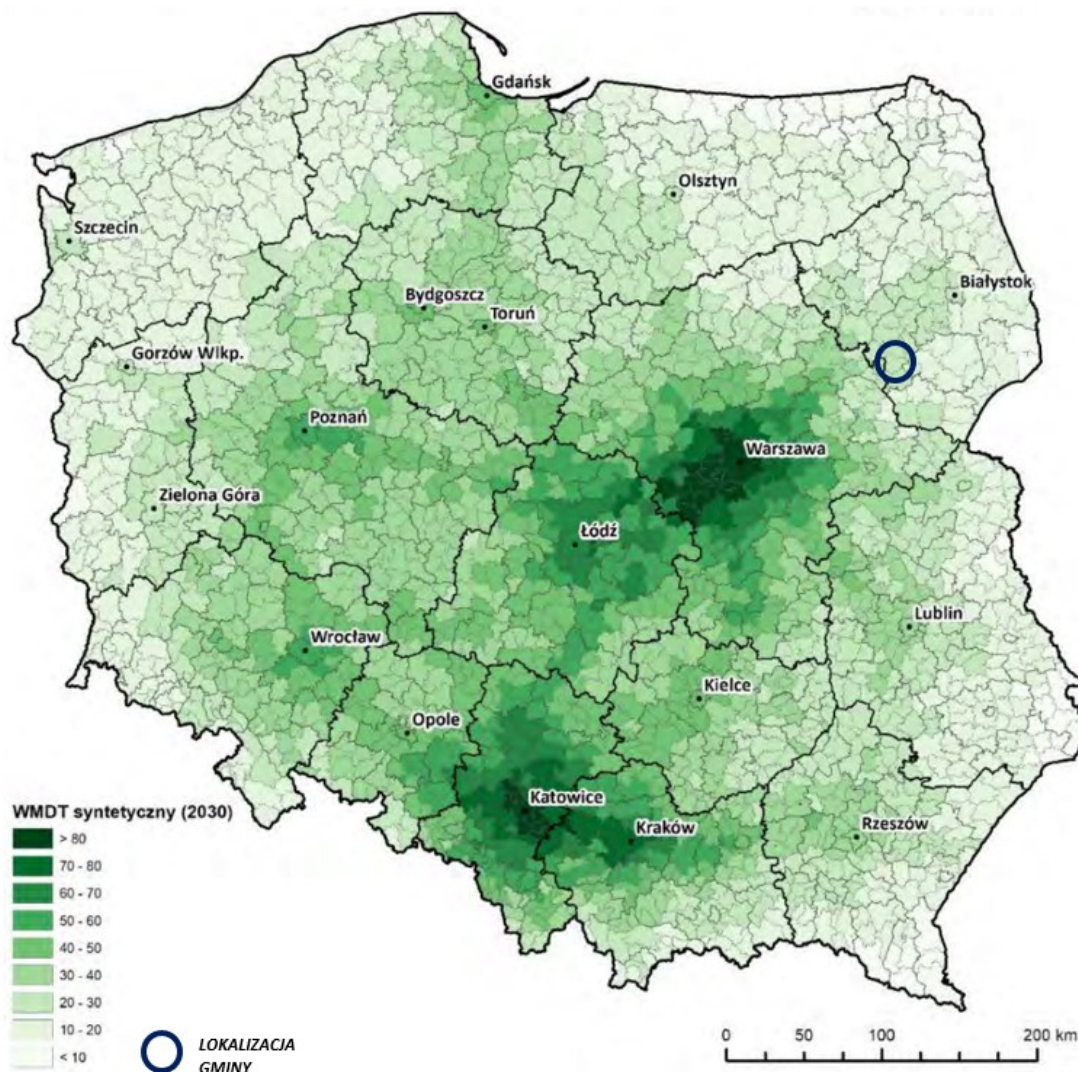 Gdańsk
Olsztyn
Szczecin
Białystok
Bydgoszcz
Toruń
Gorzów Wlkp.
Poznań
Warszawa
Zielona Góra
Łódź
Lublin
Wrocław
Kielce
Opole
Katowice
Kraków
Rzeszów
WMDT syntetyczny (2030)
> 80
70 - 80
60 - 70
50 - 60
40 - 50
30 - 40
20 - 30
10 - 20
< 10
LOKALIZACJA
GMINY
0 50 100 200 km